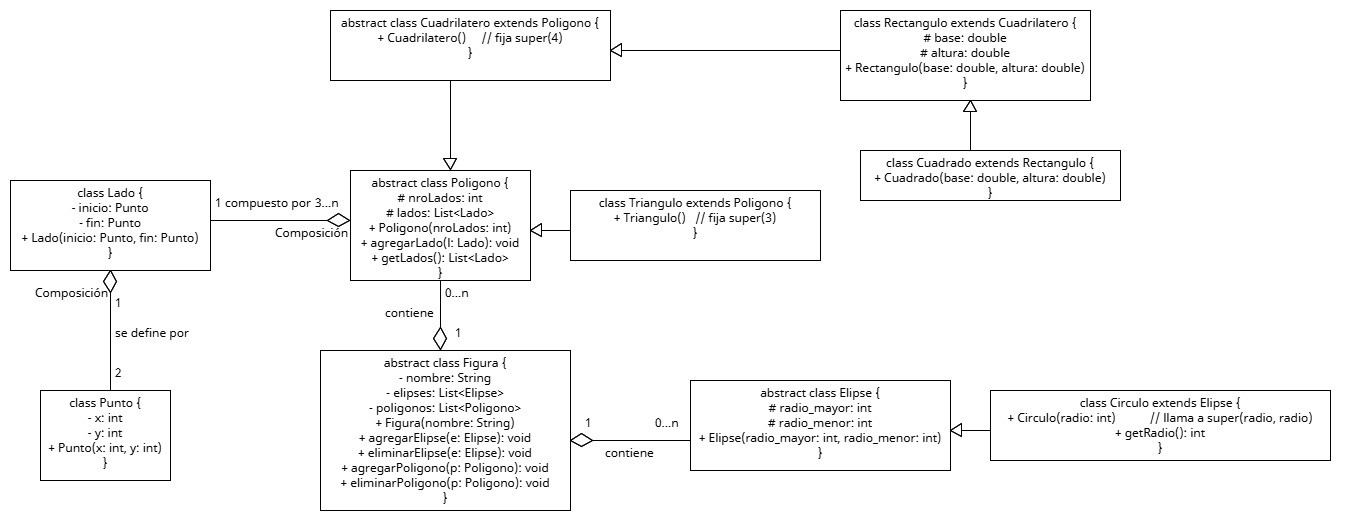 abstract class Cuadrilatero extends Poligono {
+ Cuadrilatero()     // fija super(4)
}
class Rectangulo extends Cuadrilatero {
# base: double
# altura: double
+ Rectangulo(base: double, altura: double)
}
class Cuadrado extends Rectangulo {
+ Cuadrado(base: double, altura: double)
}
class Lado {
- inicio: Punto
- fin: Punto
+ Lado(inicio: Punto, fin: Punto)
}
1 compuesto por 3...n
Composición
abstract class Poligono {
# nroLados: int
# lados: List<Lado>
+ Poligono(nroLados: int)
+ agregarLado(l: Lado): void
+ getLados(): List<Lado>
}
class Triangulo extends Poligono {
+ Triangulo()   // fija super(3)
}
Composición
1
se define por
2
0...n
contiene
1
class Punto {
- x: int
- y: int
+ Punto(x: int, y: int)
}
abstract class Figura {
- nombre: String
- elipses: List<Elipse>
- poligonos: List<Poligono>
+ Figura(nombre: String)
+ agregarElipse(e: Elipse): void
+ eliminarElipse(e: Elipse): void
+ agregarPoligono(p: Poligono): void
+ eliminarPoligono(p: Poligono): void
}
1
0...n
contiene
abstract class Elipse {
# radio_mayor: int
# radio_menor: int
+ Elipse(radio_mayor: int, radio_menor: int)
}
class Circulo extends Elipse {
+ Circulo(radio: int)          // llama a super(radio, radio)
+ getRadio(): int
}